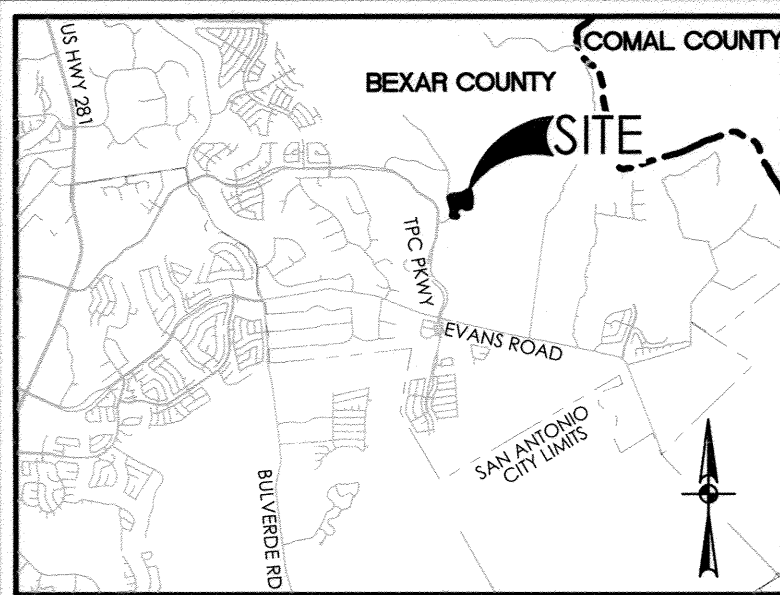 US HWY 281
COMAL COUNTY
BEXAR COUNTY
SITE
TPC PKWY
EVANS ROAD
SAN ANTONIO
CITY LIMITS
BULVERDE RD